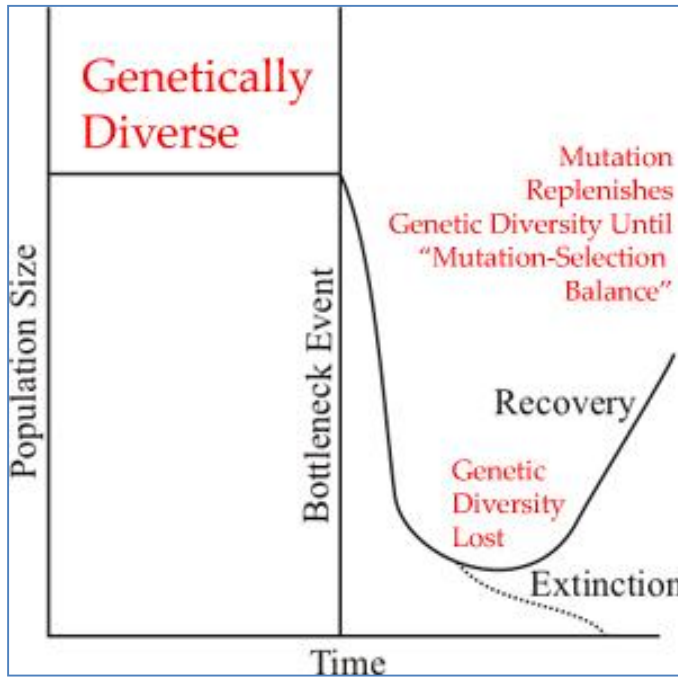 Genetically
Diverse
Mutation
Replenishes
Genetic Diversity Until
“Mutation-Selection
Balance”
Population Size
Bottleneck Event
Recovery
Genetic
Diversity
Lost
Extinction
Time